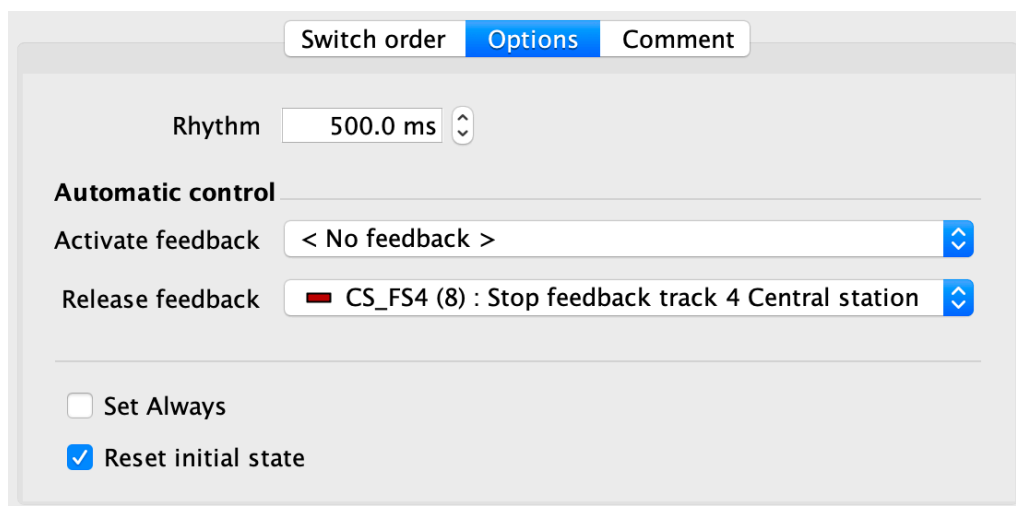 Switch order Options Comment
Rhythm 500.0 ms
Automatic control
Activate feedback < No feedback >
Release feedback CS_FS4 (8) : Stop feedback track 4 Central station
Set Always
Reset initial state